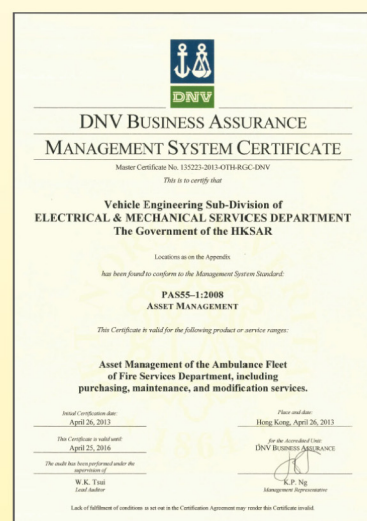 DNV
DNV BUSINESS ASSURANCE
MANAGEMENT SYSTEM CERTIFICATE
Master Certificate No. 135223-2013-OTH-RGC-DNV
This is to certify that
Vehicle Engineering Sub-Division of
ELECTRICAL & MECHANICAL SERVICES DEPARTMENT
The Government of the HKSAR
Locations as on the Appendix
has been found to conform to the Management System Standard:
PAS55–1:2008
ASSET MANAGEMENT
This Certificate is valid for the following product or service ranges:
Asset Management of the Ambulance Fleet
of Fire Services Department, including
purchasing, maintenance, and modification services.
Initial Certification date:
April 26, 2013
Place and date:
Hong Kong, April 26, 2013
This Certificate is valid until:
April 25, 2016
for the Accredited Unit:
DNV BUSINESS ASSURANCE
The audit has been performed under the
supervision of
W.K. Tsui
Lead Auditor
K.P. Ng
Management Representative
Lack of fulfilment of conditions as set out in the Certification Agreement may render this Certificate invalid.